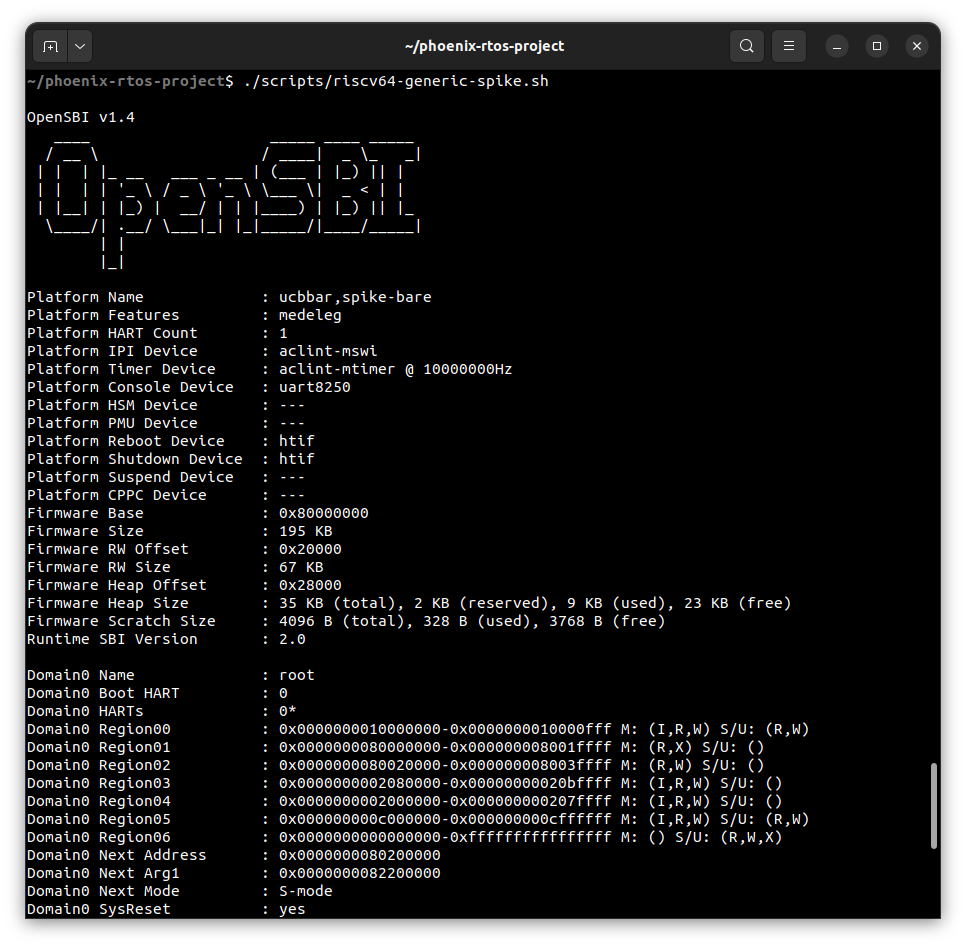 ~/phoenix-rtos-project
~/phoenix-rtos-project$ ./scripts/riscv64-generic-spike.sh

OpenSBI v1.4
   ____                    _____ ____ _____
  / __ \                  / ____|  _ \_   _|
 | |  | |_ __   ___ _ __ | (___ | |_) || |
 | |  | | '_ \ / _ \ '_ \ \___ \|  _ < | |
 | |__| | |_) |  __/ | | |____) | |_) || |_
  \____/| .__/ \___|_| |_|_____/|____/_____|
        | |
        |_|

Platform Name             : ucbbar,spike-bare
Platform Features         : medeleg
Platform HART Count       : 1
Platform IPI Device       : aclint-mswi
Platform Timer Device     : aclint-mtimer @ 10000000Hz
Platform Console Device   : uart8250
Platform HSM Device       : ---
Platform PMU Device       : ---
Platform Reboot Device    : htif
Platform Shutdown Device  : htif
Platform Suspend Device   : ---
Platform CPPC Device      : ---
Firmware Base             : 0x80000000
Firmware Size             : 195 KB
Firmware RW Offset        : 0x20000
Firmware RW Size          : 67 KB
Firmware Heap Offset      : 0x28000
Firmware Heap Size        : 35 KB (total), 2 KB (reserved), 9 KB (used), 23 KB (free)
Firmware Scratch Size     : 4096 B (total), 328 B (used), 3768 B (free)
Runtime SBI Version       : 2.0

Domain0 Name              : root
Domain0 Boot HART         : 0
Domain0 HARTs             : 0*
Domain0 Region00          : 0x0000000010000000-0x0000000010000fff M: (I,R,W) S/U: (R,W)
Domain0 Region01          : 0x0000000080000000-0x000000008001ffff M: (R,X) S/U: ()
Domain0 Region02          : 0x0000000080020000-0x000000008003ffff M: (R,W) S/U: ()
Domain0 Region03          : 0x0000000002080000-0x00000000020bffff M: (I,R,W) S/U: ()
Domain0 Region04          : 0x0000000002000000-0x000000000207ffff M: (I,R,W) S/U: ()
Domain0 Region05          : 0x000000000c000000-0x000000000cffffff M: (I,R,W) S/U: (R,W)
Domain0 Region06          : 0x0000000000000000-0xffffffffffffffff M: () S/U: (R,W,X)
Domain0 Next Address      : 0x0000000080200000
Domain0 Next Arg1         : 0x0000000082200000
Domain0 Next Mode         : S-mode
Domain0 SysReset          : yes